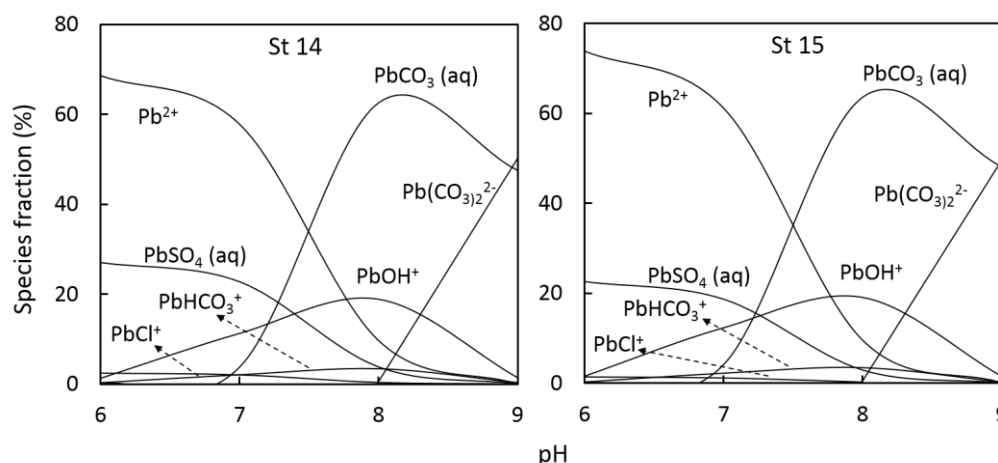 80
60
40
20
0
Species fraction (%)
St 14
PbCO₃ (aq)
Pb²⁺
Pb(CO₃)₂²⁻
PbSO₄ (aq)
PbOH⁺
PbHCO₃⁺
PbCl⁺
6 7 8 9
80
60
40
20
0
St 15
PbCO₃ (aq)
Pb²⁺
Pb(CO₃)₂²⁻
PbSO₄ (aq)
PbOH⁺
PbHCO₃⁺
PbCl⁺
6 7 8 9
pH